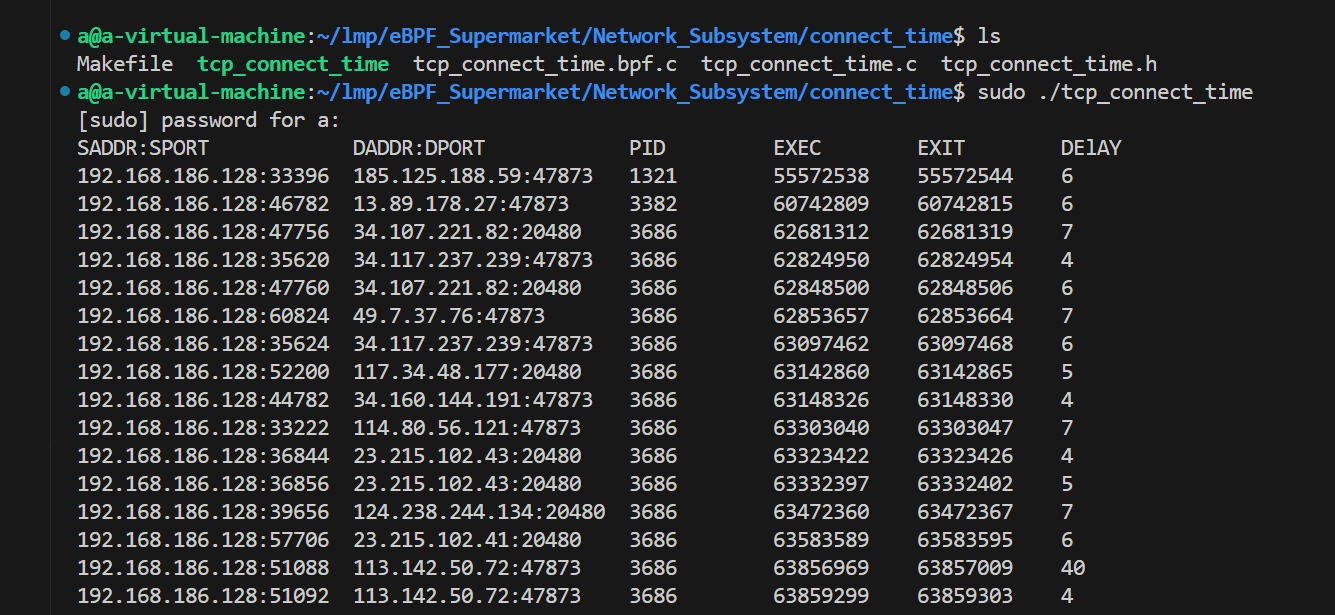 a@a-virtual-machine:~/lmp/eBPF_Supermarket/Network_Subsystem/connect_time$ ls
Makefile  tcp_connect_time  tcp_connect_time.bpf.c  tcp_connect_time.c  tcp_connect_time.h
a@a-virtual-machine:~/lmp/eBPF_Supermarket/Network_Subsystem/connect_time$ sudo ./tcp_connect_time
[sudo] password for a:
SADDR:SPORT            DADDR:DPORT            PID         EXEC        EXIT        DElAY
192.168.186.128:33396  185.125.188.59:47873   1321        55572538    55572544    6
192.168.186.128:46782  13.89.178.27:47873     3382        60742809    60742815    6
192.168.186.128:47756  34.107.221.82:20480    3686        62681312    62681319    7
192.168.186.128:35620  34.117.237.239:47873   3686        62824950    62824954    4
192.168.186.128:47760  34.107.221.82:20480    3686        62848500    62848506    6
192.168.186.128:60824  49.7.37.76:47873       3686        62853657    62853664    7
192.168.186.128:35624  34.117.237.239:47873   3686        63097462    63097468    6
192.168.186.128:52200  117.34.48.177:20480    3686        63142860    63142865    5
192.168.186.128:44782  34.160.144.191:47873   3686        63148326    63148330    4
192.168.186.128:33222  114.80.56.121:47873    3686        63303040    63303047    7
192.168.186.128:36844  23.215.102.43:20480    3686        63323422    63323426    4
192.168.186.128:36856  23.215.102.43:20480    3686        63332397    63332402    5
192.168.186.128:39656  124.238.244.134:20480  3686        63472360    63472367    7
192.168.186.128:57706  23.215.102.41:20480    3686        63583589    63583595    6
192.168.186.128:51088  113.142.50.72:47873    3686        63856969    63857009    40
192.168.186.128:51092  113.142.50.72:47873    3686        63859299    63859303    4